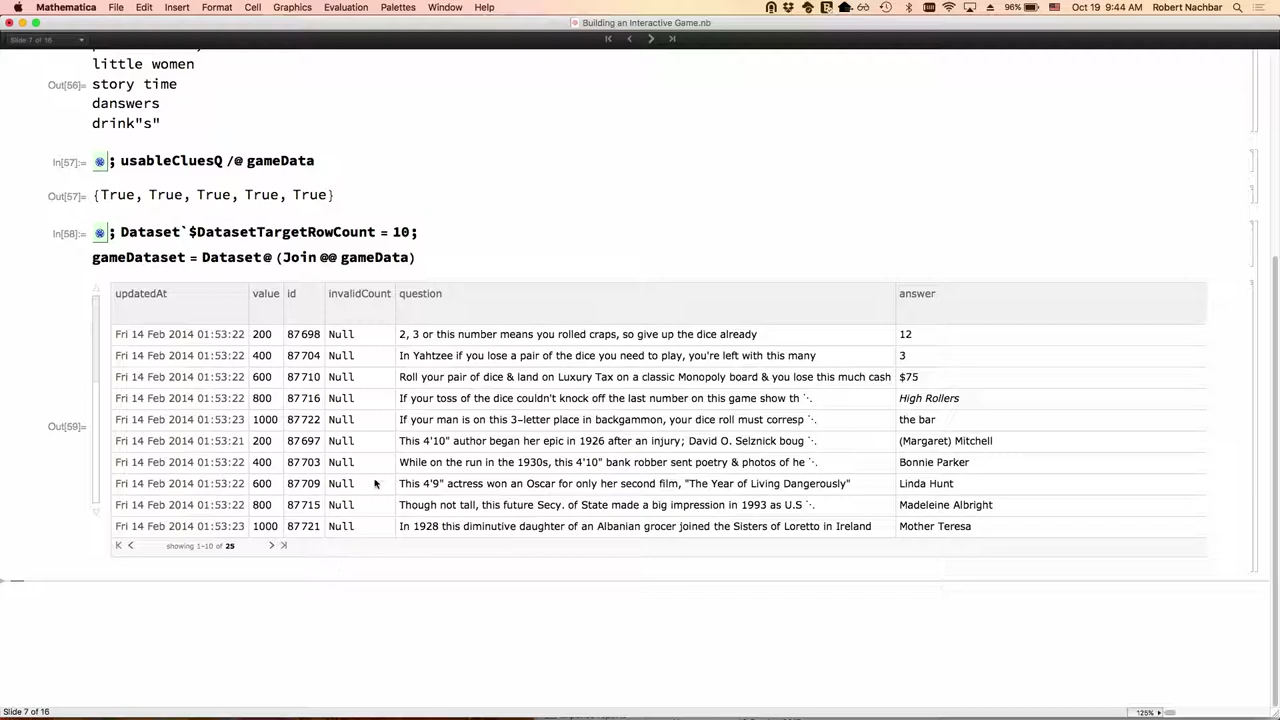 Mathematica File Edit Insert Format Cell Graphics Evaluation Palettes Window Help 96% Oct 19 9:44 AM Robert Nachbar
Building an Interactive Game.nb
Slide 7 of 16
little women
Out[56]= story time
danswers
drink"s"
In[57]:= ; usableCluesQ /@ gameData
Out[57]= {True, True, True, True, True}
In[58]:= ; Dataset`$DatasetTargetRowCount = 10;
gameDataset = Dataset@ (Join @@ gameData)
updatedAt value id invalidCount question answer
Fri 14 Feb 2014 01:53:22 200 87698 Null 2, 3 or this number means you rolled craps, so give up the dice already 12
Fri 14 Feb 2014 01:53:22 400 87704 Null In Yahtzee if you lose a pair of the dice you need to play, you're left with this many 3
Fri 14 Feb 2014 01:53:22 600 87710 Null Roll your pair of dice & land on Luxury Tax on a classic Monopoly board & you lose this much cash $75
Fri 14 Feb 2014 01:53:22 800 87716 Null If your toss of the dice couldn't knock off the last number on this game show th ⋱ High Rollers
Fri 14 Feb 2014 01:53:22 1000 87722 Null If your man is on this 3-letter place in backgammon, your dice roll must corresp ⋱ the bar
Out[59]= Fri 14 Feb 2014 01:53:21 200 87697 Null This 4'10" author began her epic in 1926 after an injury; David O. Selznick boug ⋱ (Margaret) Mitchell
Fri 14 Feb 2014 01:53:22 400 87703 Null While on the run in the 1930s, this 4'10" bank robber sent poetry & photos of he ⋱ Bonnie Parker
Fri 14 Feb 2014 01:53:22 600 87709 Null This 4'9" actress won an Oscar for only her second film, "The Year of Living Dangerously" Linda Hunt
Fri 14 Feb 2014 01:53:22 800 87715 Null Though not tall, this future Secy. of State made a big impression in 1993 as U.S ⋱ Madeleine Albright
Fri 14 Feb 2014 01:53:23 1000 87721 Null In 1928 this diminutive daughter of an Albanian grocer joined the Sisters of Loretto in Ireland Mother Teresa
showing 1–10 of 25
Slide 7 of 16 125%